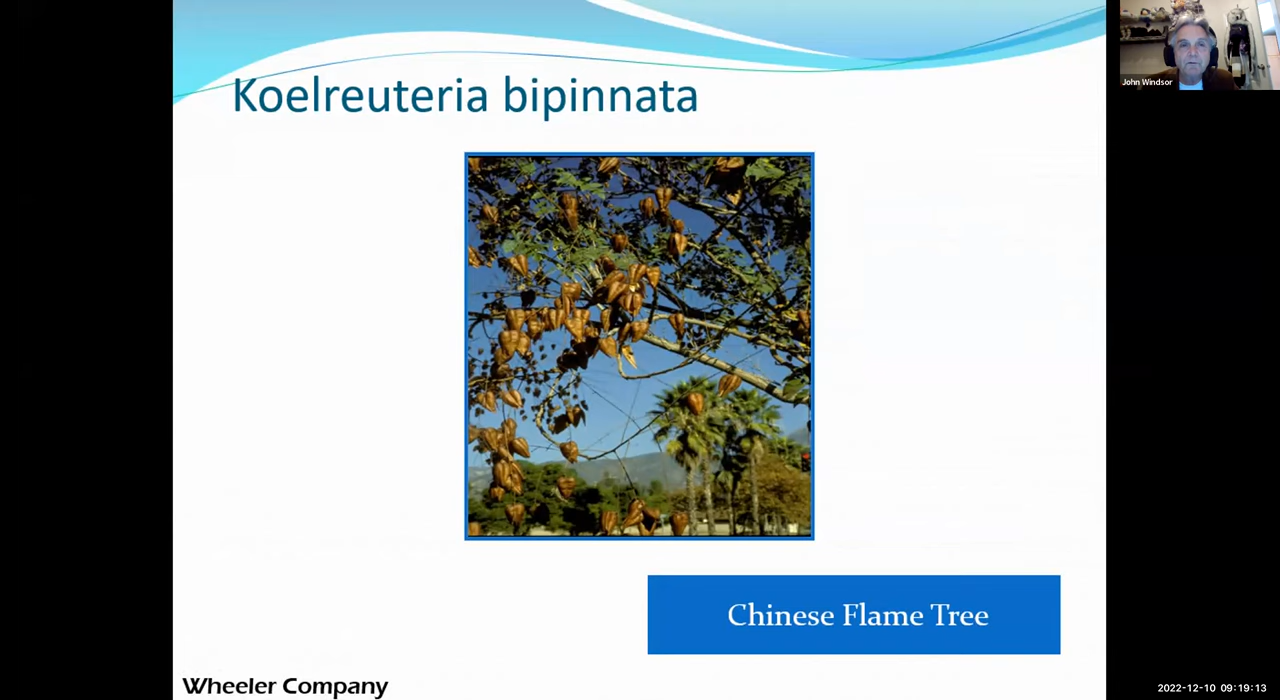 Koelreuteria bipinnata
John Windsor
Chinese Flame Tree
Wheeler Company
2022-12-10 09:19:13